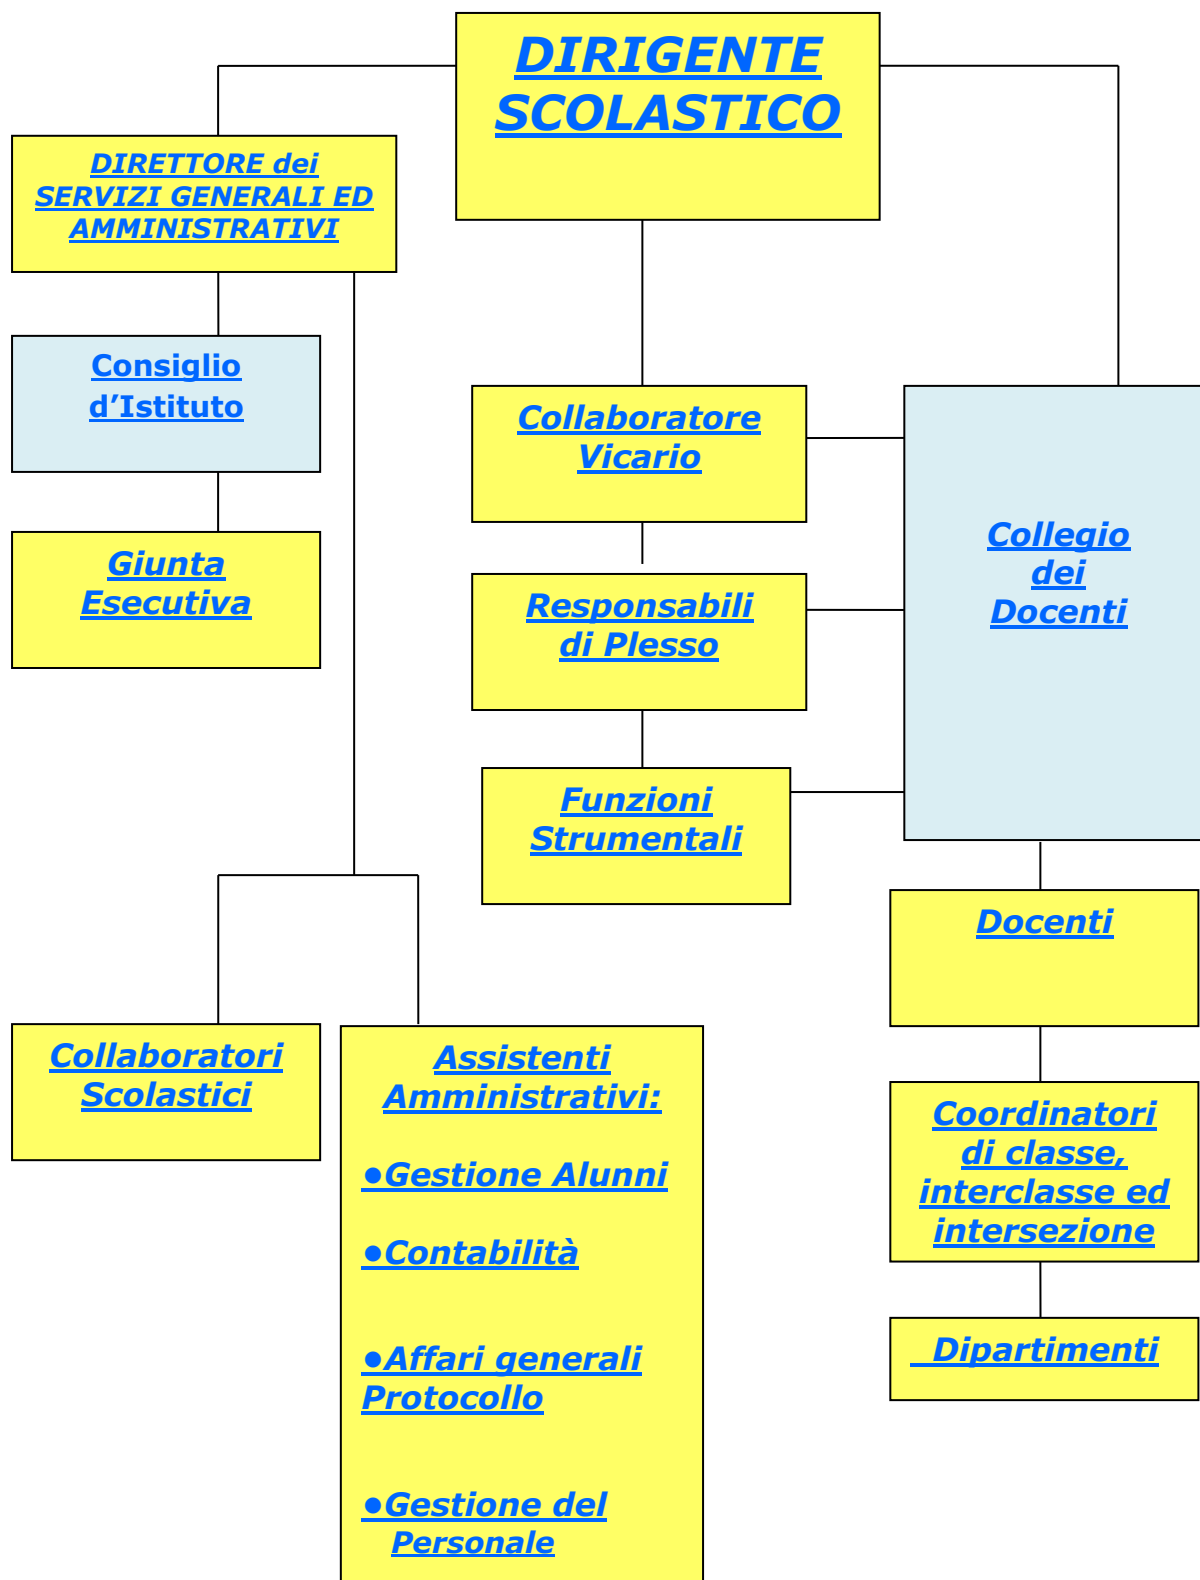 DIRIGENTE
SCOLASTICO
DIRETTORE dei
SERVIZI GENERALI ED
AMMINISTRATIVI
Consiglio
d’Istituto
Giunta
Esecutiva
Collaboratore
Vicario
Responsabili
di Plesso
Funzioni
Strumentali
Collegio
dei
Docenti
Docenti
Coordinatori
di classe,
interclasse ed
intersezione
Dipartimenti
Collaboratori
Scolastici
Assistenti
Amministrativi:
●Gestione Alunni
●Contabilità
●Affari generali
Protocollo
●Gestione del
Personale